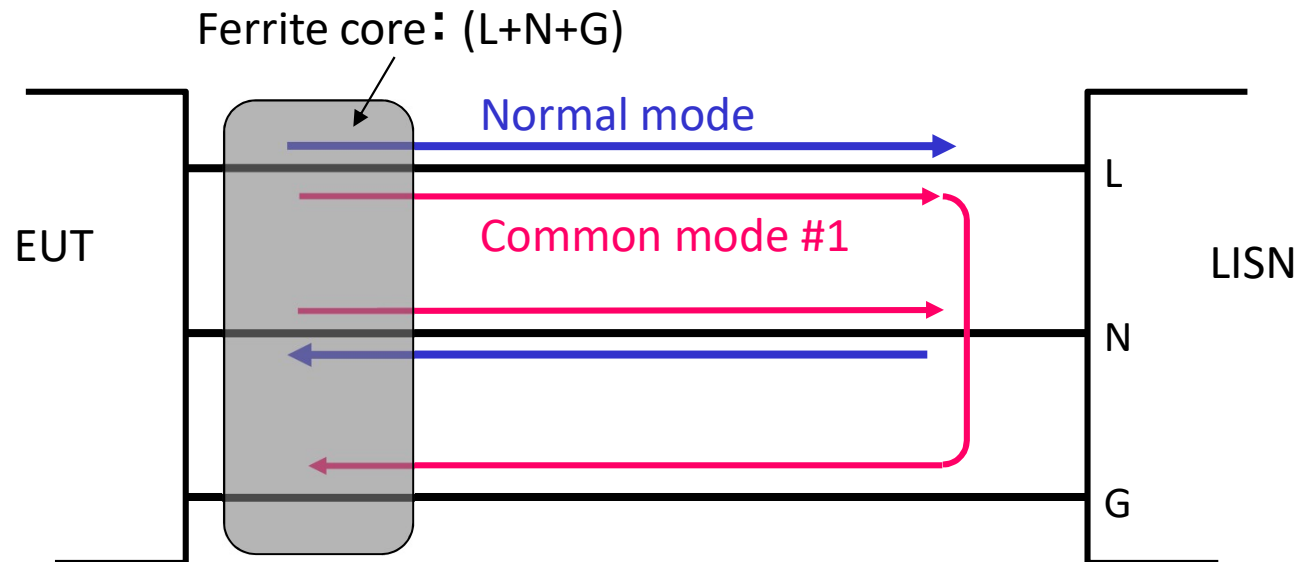 Ferrite core：(L+N+G)
Normal mode
L
Common mode #1
EUT
LISN
N
G